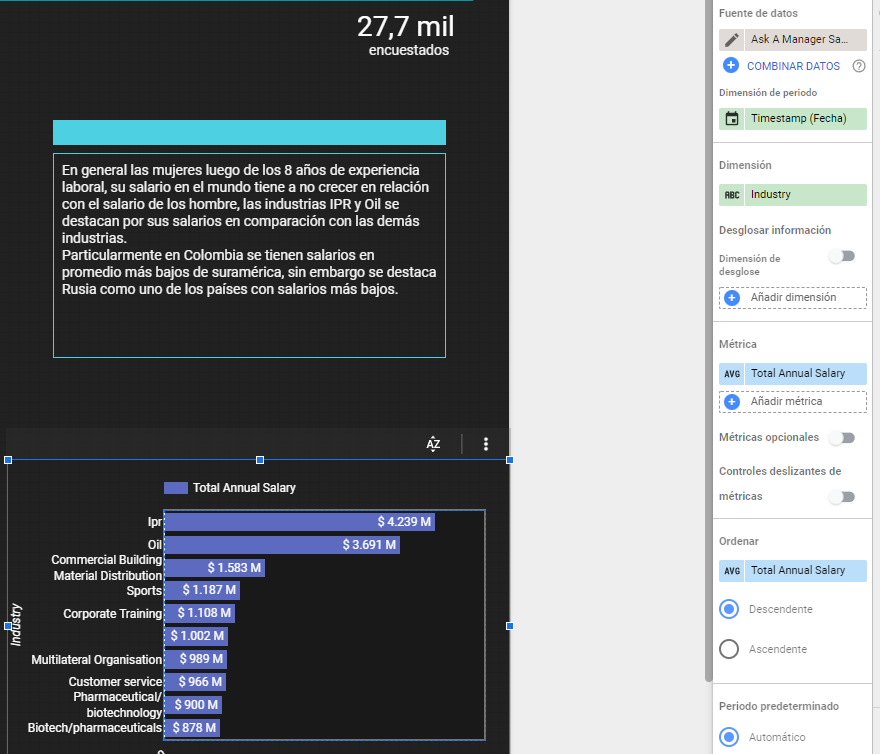 27,7 mil
encuestados
En general las mujeres luego de los 8 años de experiencia
laboral, su salario en el mundo tiene a no crecer en relación
con el salario de los hombre, las industrias IPR y Oil se
destacan por sus salarios en comparación con las demás
industrias.
Particularmente en Colombia se tienen salarios en
promedio más bajos de suramérica, sin embargo se destaca
Rusia como uno de los países con salarios más bajos.
AZ
Total Annual Salary
Ipr $ 4.239 M
Oil $ 3.691 M
Commercial Building
Material Distribution $ 1.583 M
Sports $ 1.187 M
Corporate Training $ 1.108 M
$ 1.002 M
Multilateral Organisation $ 989 M
Customer service $ 966 M
Pharmaceutical/
biotechnology $ 900 M
Biotech/pharmaceuticals $ 878 M
Industry
Fuente de datos
Ask A Manager Sa...
COMBINAR DATOS ?
Dimensión de periodo
Timestamp (Fecha)
Dimensión
ABC Industry
Desglosar información
Dimensión de
desglose
Añadir dimensión
Métrica
AVG Total Annual Salary
Añadir métrica
Métricas opcionales
Controles deslizantes de
métricas
Ordenar
AVG Total Annual Salary
Descendente
Ascendente
Periodo predeterminado
Automático